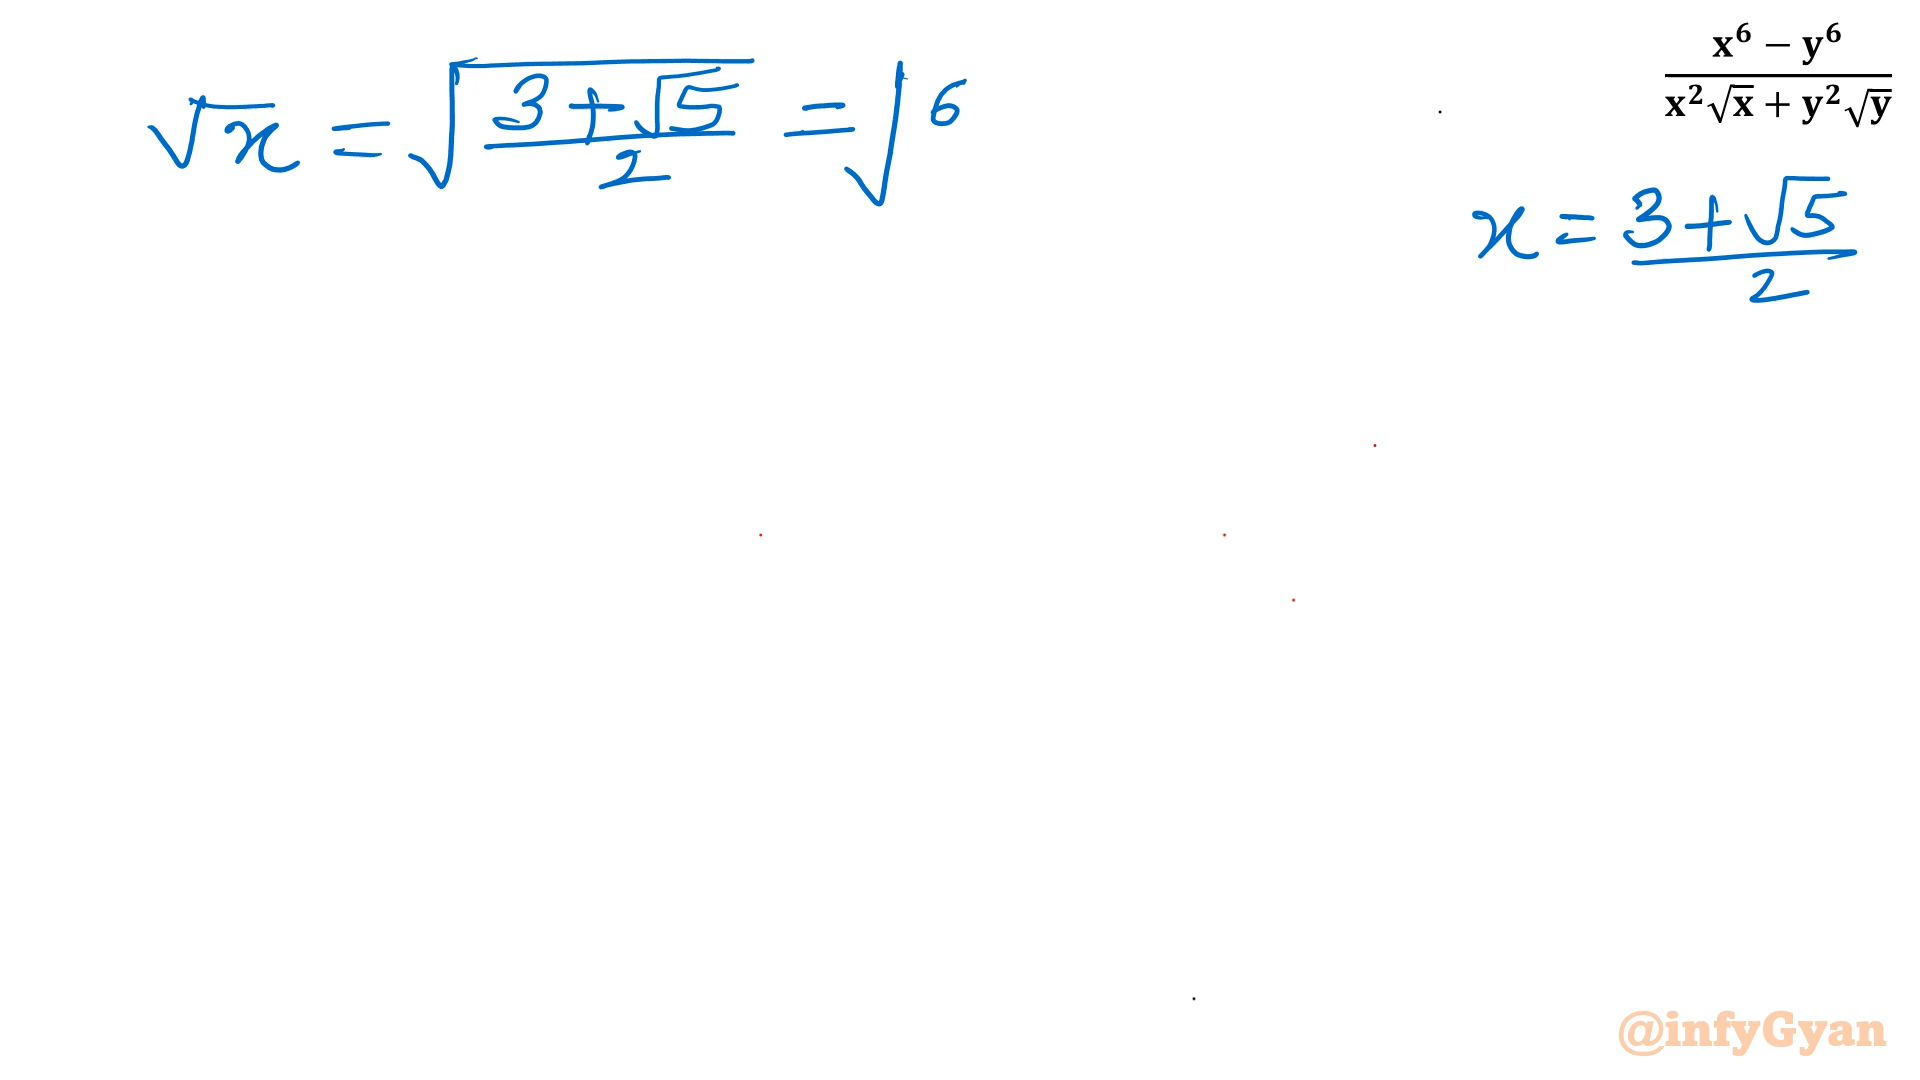 √x = √((3+√5)/2) = √6
(x⁶ − y⁶)/(x²√x + y²√y)
x = (3+√5)/2
@infyGyan